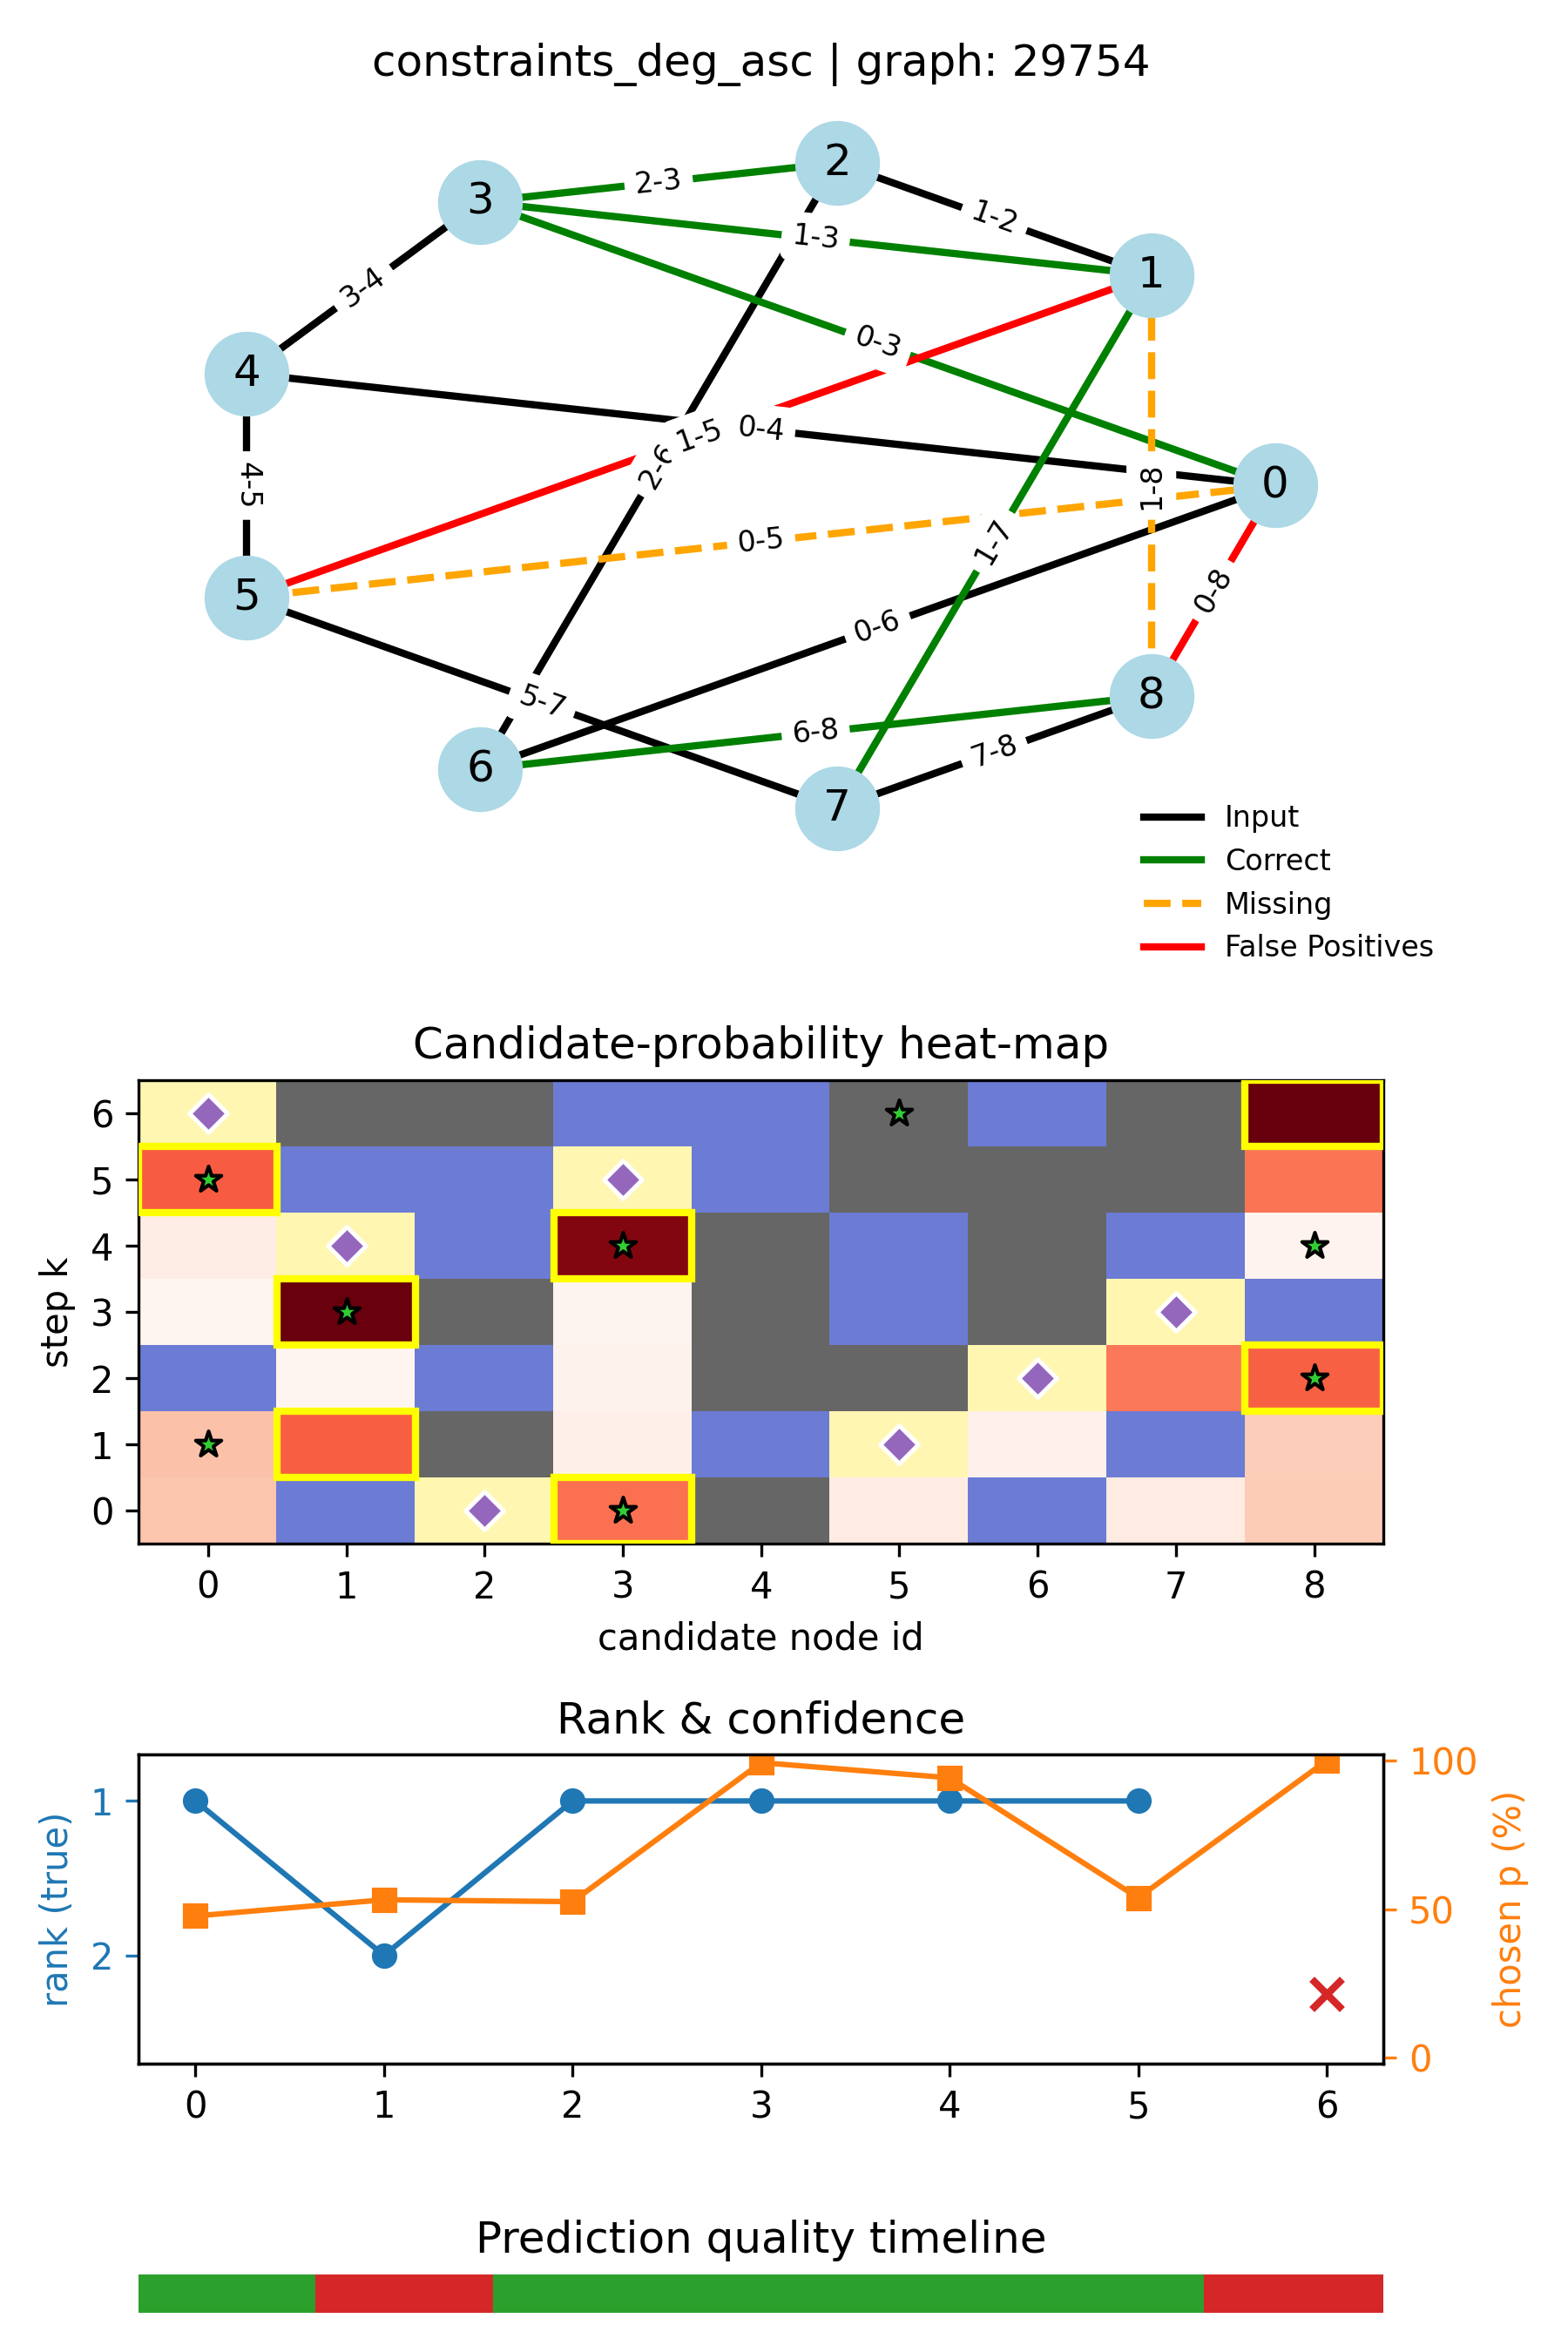 constraints_deg_asc | graph: 29754
2
3
2-3
1-2
1-3
1
3-4
0-3
4
1-5
0-4
2-6
4-5
1-8
0
0-5
1-7
5
0-8
0-6
5-7
8
6-8
7-8
6
7
Input
Correct
Missing
False Positives
Candidate-probability heat-map
6
5
4
3
2
1
0
step k
0 1 2 3 4 5 6 7 8
candidate node id
Rank & confidence
1
2
rank (true)
100
50
0
chosen p (%)
0 1 2 3 4 5 6
Prediction quality timeline